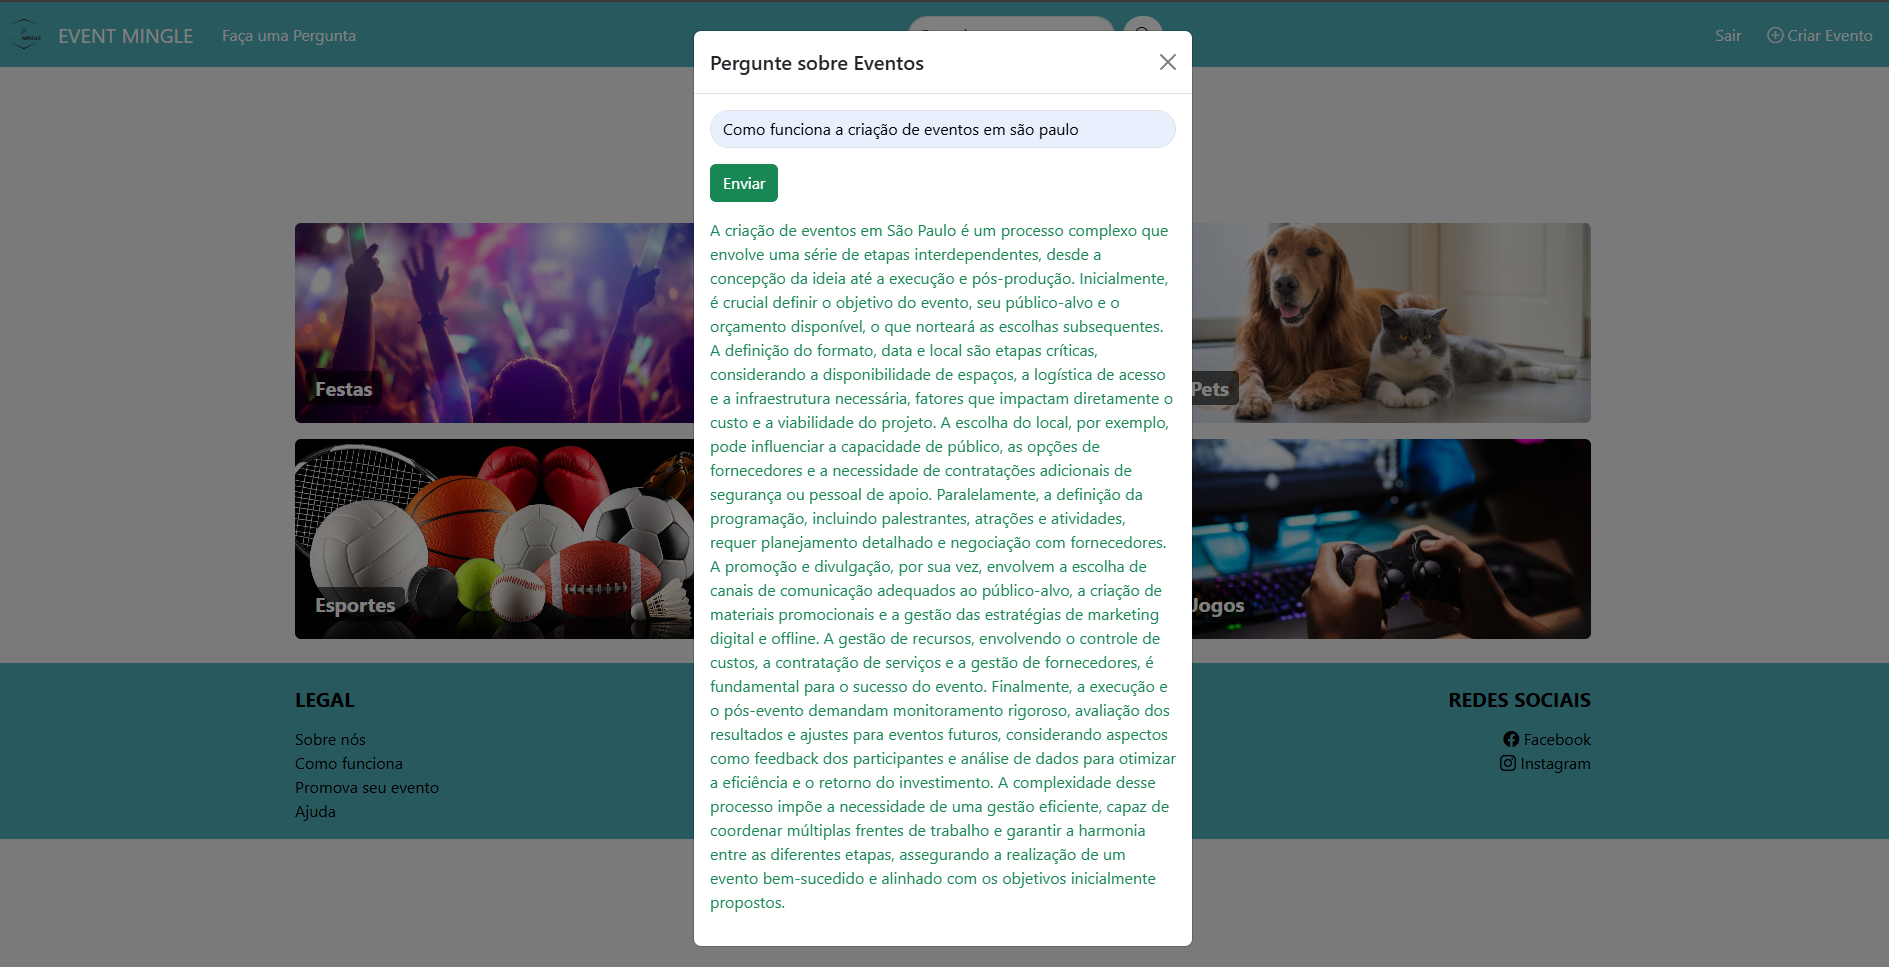 MINGLE
EVENT MINGLE
Faça uma Pergunta
Sair
Criar Evento
Pergunte sobre Eventos
Como funciona a criação de eventos em são paulo
Enviar
A criação de eventos em São Paulo é um processo complexo que
envolve uma série de etapas interdependentes, desde a
concepção da ideia até a execução e pós-produção. Inicialmente,
é crucial definir o objetivo do evento, seu público-alvo e o
orçamento disponível, o que norteará as escolhas subsequentes.
A definição do formato, data e local são etapas críticas,
considerando a disponibilidade de espaços, a logística de acesso
e a infraestrutura necessária, fatores que impactam diretamente o
custo e a viabilidade do projeto. A escolha do local, por exemplo,
pode influenciar a capacidade de público, as opções de
fornecedores e a necessidade de contratações adicionais de
segurança ou pessoal de apoio. Paralelamente, a definição da
programação, incluindo palestrantes, atrações e atividades,
requer planejamento detalhado e negociação com fornecedores.
A promoção e divulgação, por sua vez, envolvem a escolha de
canais de comunicação adequados ao público-alvo, a criação de
materiais promocionais e a gestão das estratégias de marketing
digital e offline. A gestão de recursos, envolvendo o controle de
custos, a contratação de serviços e a gestão de fornecedores, é
fundamental para o sucesso do evento. Finalmente, a execução e
o pós-evento demandam monitoramento rigoroso, avaliação dos
resultados e ajustes para eventos futuros, considerando aspectos
como feedback dos participantes e análise de dados para otimizar
a eficiência e o retorno do investimento. A complexidade desse
processo impõe a necessidade de uma gestão eficiente, capaz de
coordenar múltiplas frentes de trabalho e garantir a harmonia
entre as diferentes etapas, assegurando a realização de um
evento bem-sucedido e alinhado com os objetivos inicialmente
propostos.
Festas
Pets
Esportes
Jogos
LEGAL
Sobre nós
Como funciona
Promova seu evento
Ajuda
REDES SOCIAIS
Facebook
Instagram